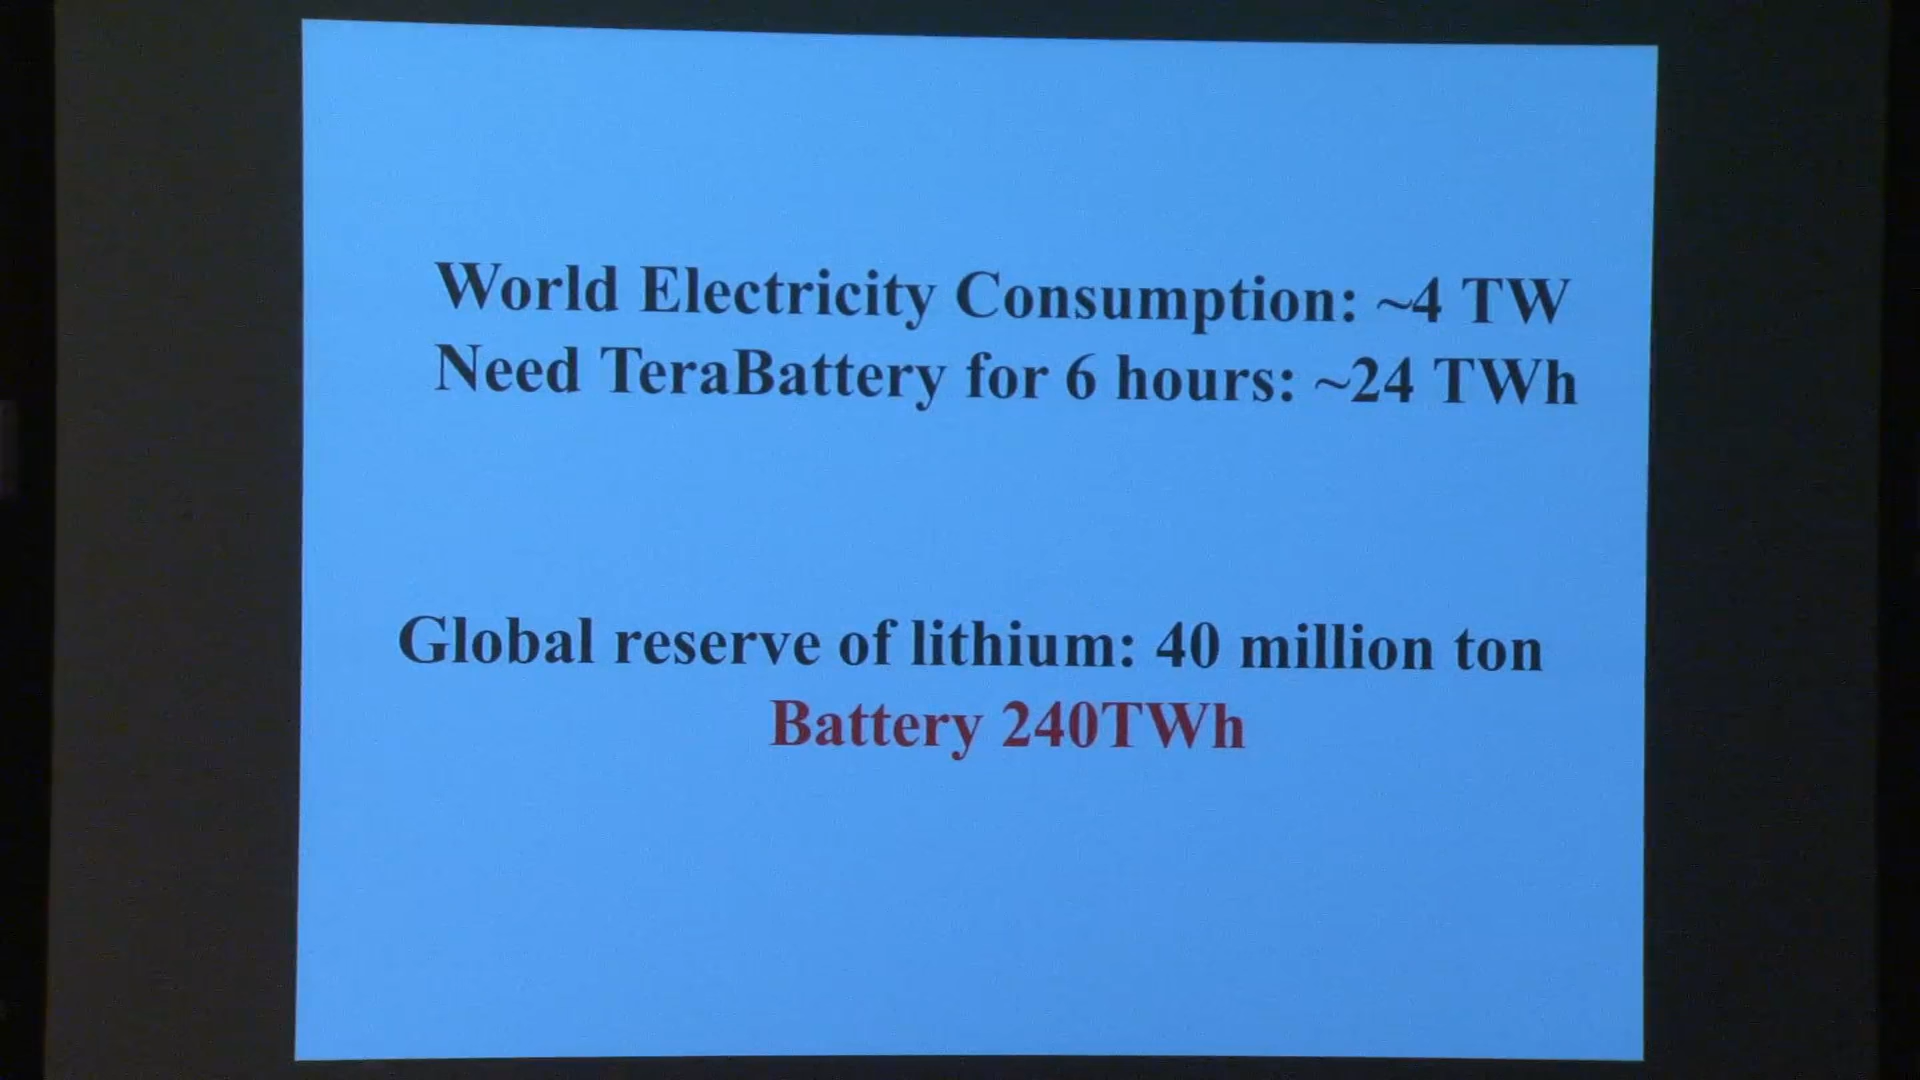 World Electricity Consumption: ~4 TW
Need TeraBattery for 6 hours: ~24 TWh
Global reserve of lithium: 40 million ton
Battery 240TWh